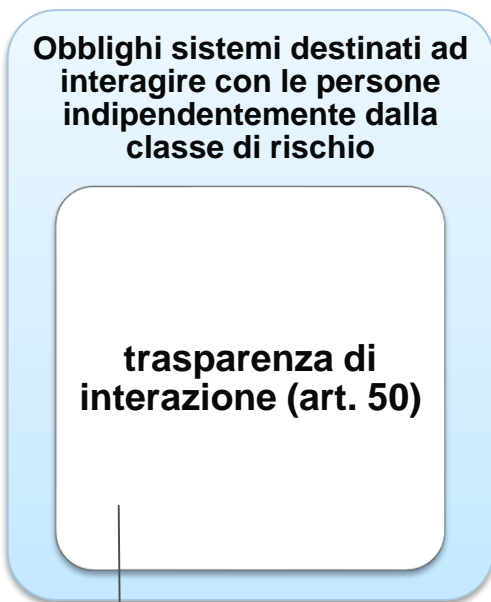 Obblighi sistemi destinati ad
interagire con le persone
indipendentemente dalla
classe di rischio
trasparenza di
interazione (art. 50)